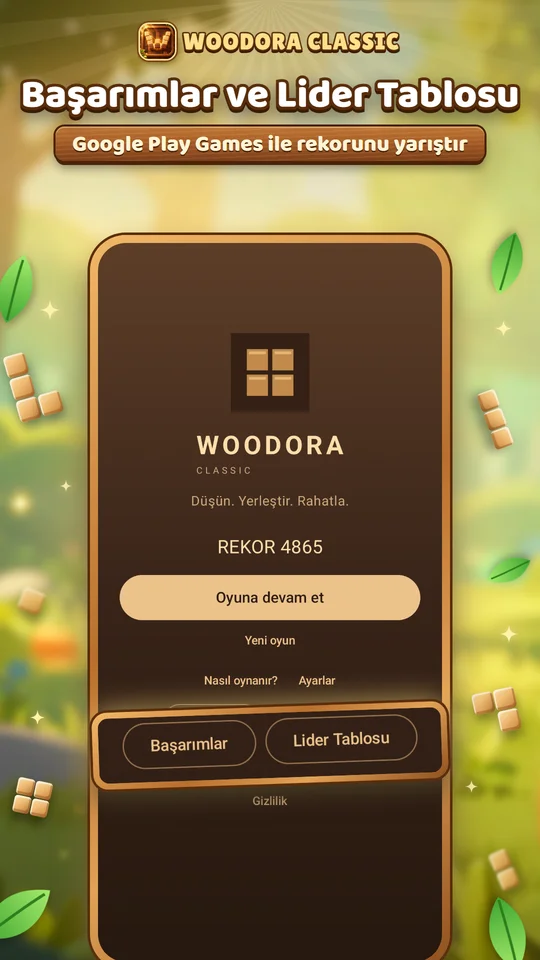 WOODORA CLASSIC
Başarımlar ve Lider Tablosu
Google Play Games ile rekorunu yarıştır
WOODORA
CLASSIC
Düşün. Yerleştir. Rahatla.
REKOR 4865
Oyuna devam et
Yeni oyun
Nasıl oynanır? Ayarlar
Başarımlar Lider Tablosu
Gizlilik